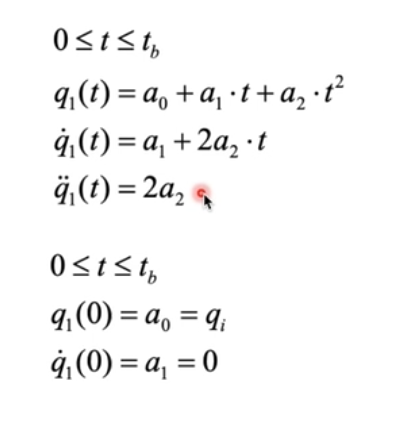 0 ≤ t ≤ t_b
q₁(t) = a₀ + a₁ · t + a₂ · t²
q̇₁(t) = a₁ + 2a₂ · t
q̈₁(t) = 2a₂
0 ≤ t ≤ t_b
q₁(0) = a₀ = qᵢ
q̇₁(0) = a₁ = 0